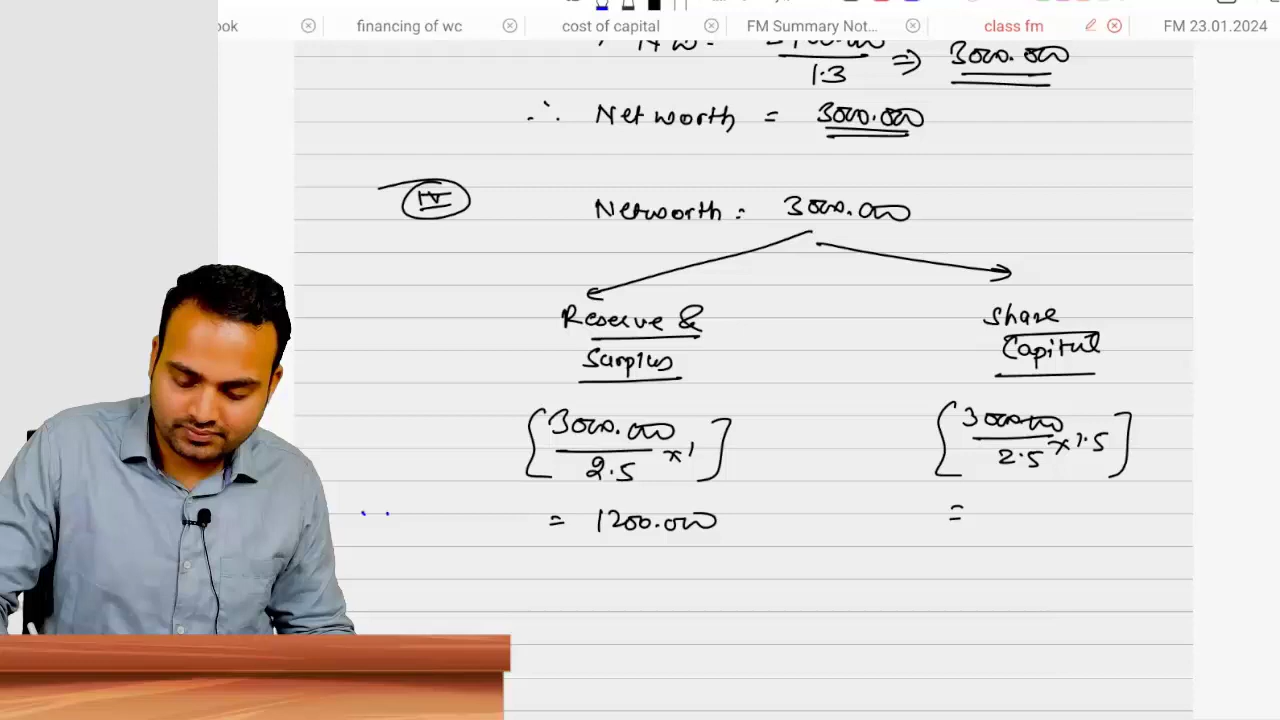 ook financing of wc cost of capital FM Summary Not... class fm FM 23.01.2024
1.3 => 3000.000
∴ Networth = 3000.000
IV Networth = 3000.000
Reserve & Share
Surplus Capital
[3000.000 / 2.5 x 1] [3000.000 / 2.5 x 1.5]
= 1200.000 =